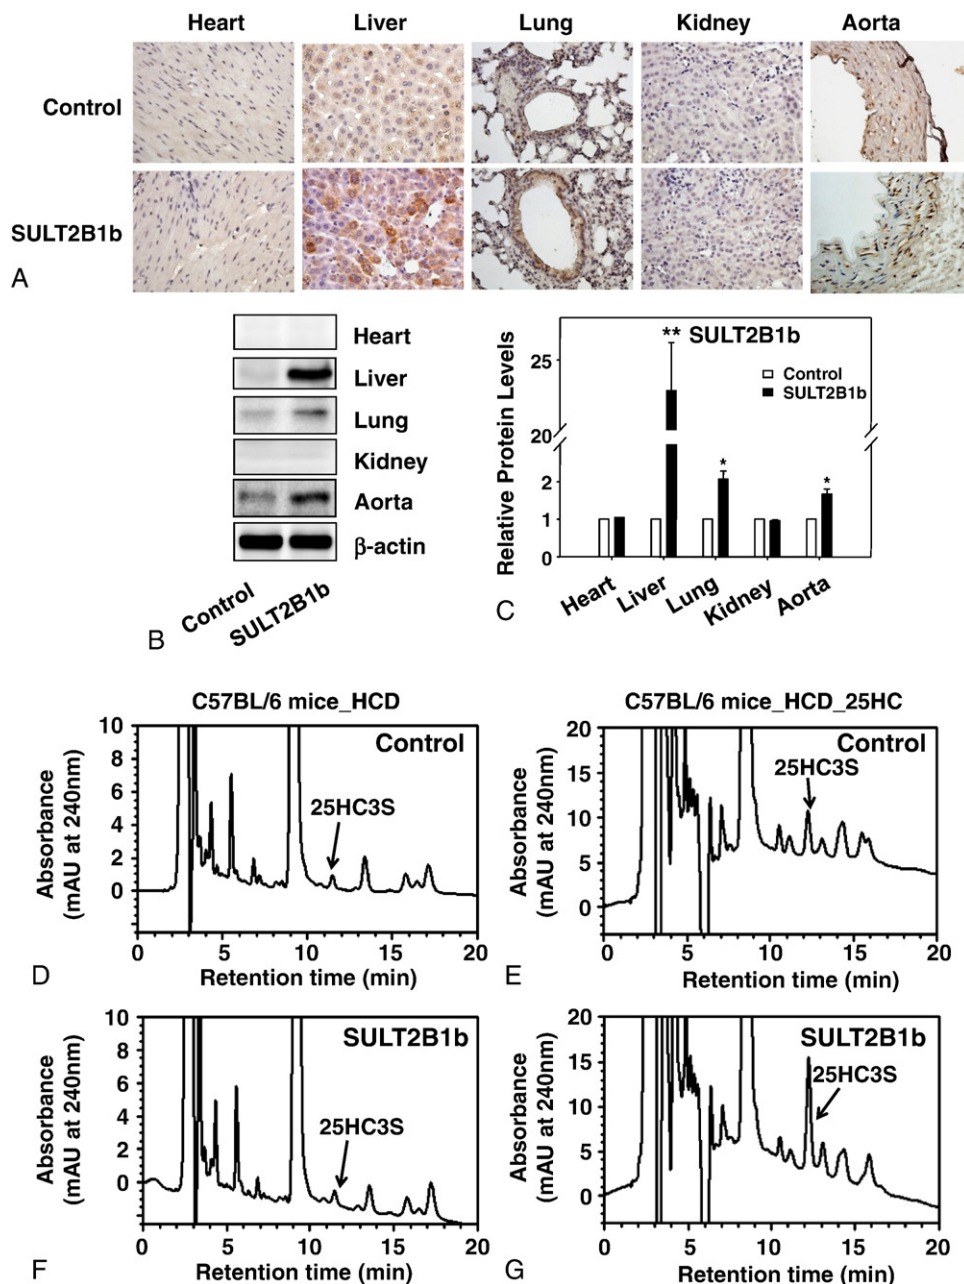 Heart Liver Lung Kidney Aorta
Control
SULT2B1b
A
Heart
Liver
Lung
Kidney
Aorta
β-actin
Control SULT2B1b
B
** SULT2B1b
Control
SULT2B1b
Relative Protein Levels
25
20
2
1
0
*
*
Heart Liver Lung Kidney Aorta
C
C57BL/6 mice_HCD
Control
25HC3S
Absorbance
(mAU at 240nm)
10
8
6
4
2
0
0 5 10 15 20
Retention time (min)
D
C57BL/6 mice_HCD_25HC
Control
25HC3S
Absorbance
(mAU at 240nm)
20
15
10
5
0
0 5 10 15 20
Retention time (min)
E
SULT2B1b
25HC3S
Absorbance
(mAU at 240nm)
10
8
6
4
2
0
0 5 10 15 20
Retention time (min)
F
SULT2B1b
25HC3S
Absorbance
(mAU at 240nm)
20
15
10
5
0
0 5 10 15 20
Retention time (min)
G